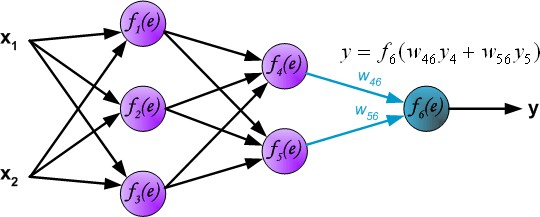 x₁
x₂
f₁(e)
f₂(e)
f₃(e)
f₄(e)
f₅(e)
y = f₆(w₄₆y₄ + w₅₆y₅)
w₄₆
w₅₆
f₆(e)
y